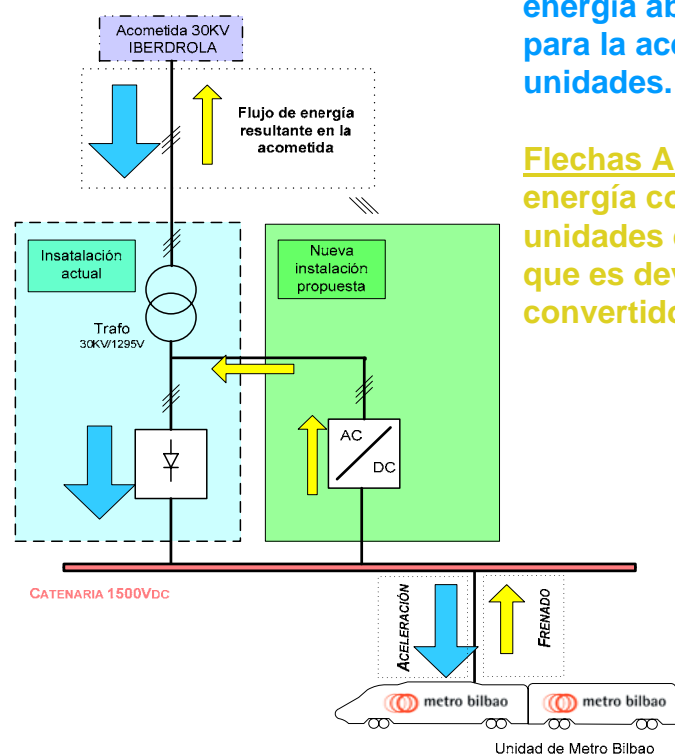 Acometida 30KV
IBERDROLA
Flujo de energía
resultante en la
acometida
energía ab
para la ac
unidades.
Flechas A
energía co
unidades
que es dev
convertido
Insatalación
actual
Nueva
instalación
propuesta
Trafo
30KV/1295V
AC
DC
CATENARIA 1500VDC
ACELERACIÓN
FRENADO
metro bilbao
metro bilbao
Unidad de Metro Bilbao